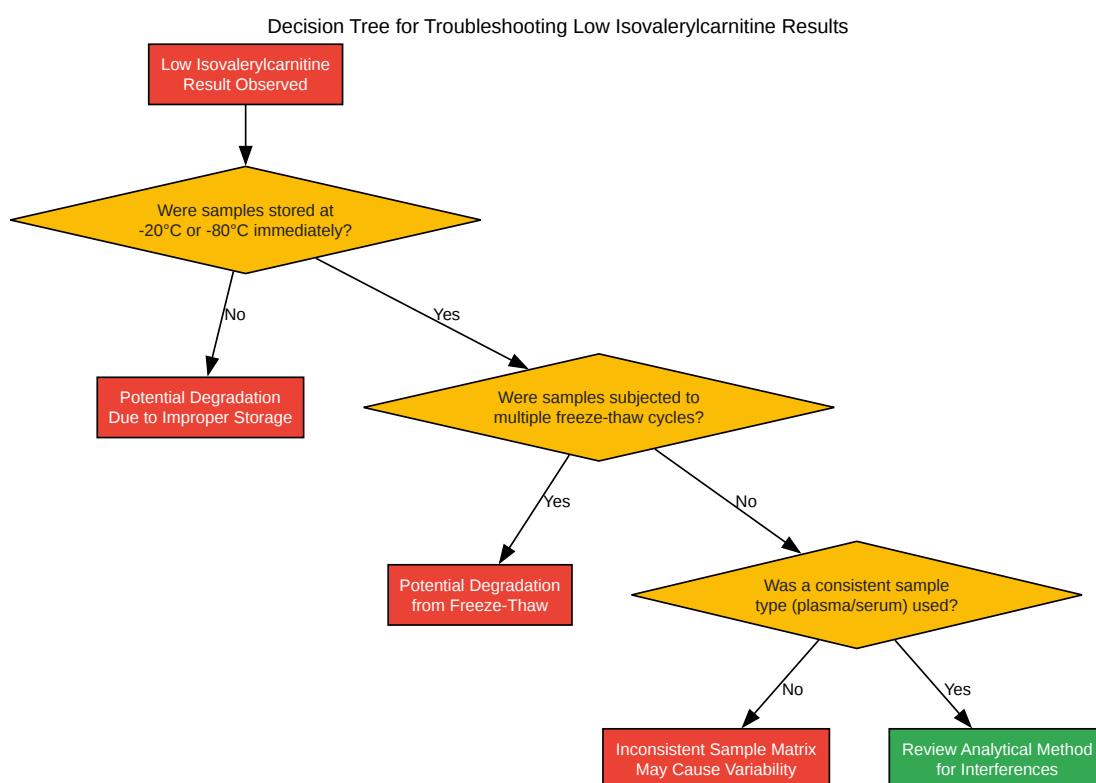 Decision Tree for Troubleshooting Low Isovalerylcarnitine Results
Low Isovalerylcarnitine
Result Observed
Were samples stored at
-20°C or -80°C immediately?
No
Yes
Potential Degradation
Due to Improper Storage
Were samples subjected to
multiple freeze-thaw cycles?
Yes
No
Potential Degradation
from Freeze-Thaw
Was a consistent sample
type (plasma/serum) used?
No
Yes
Inconsistent Sample Matrix
May Cause Variability
Review Analytical Method
for Interferences